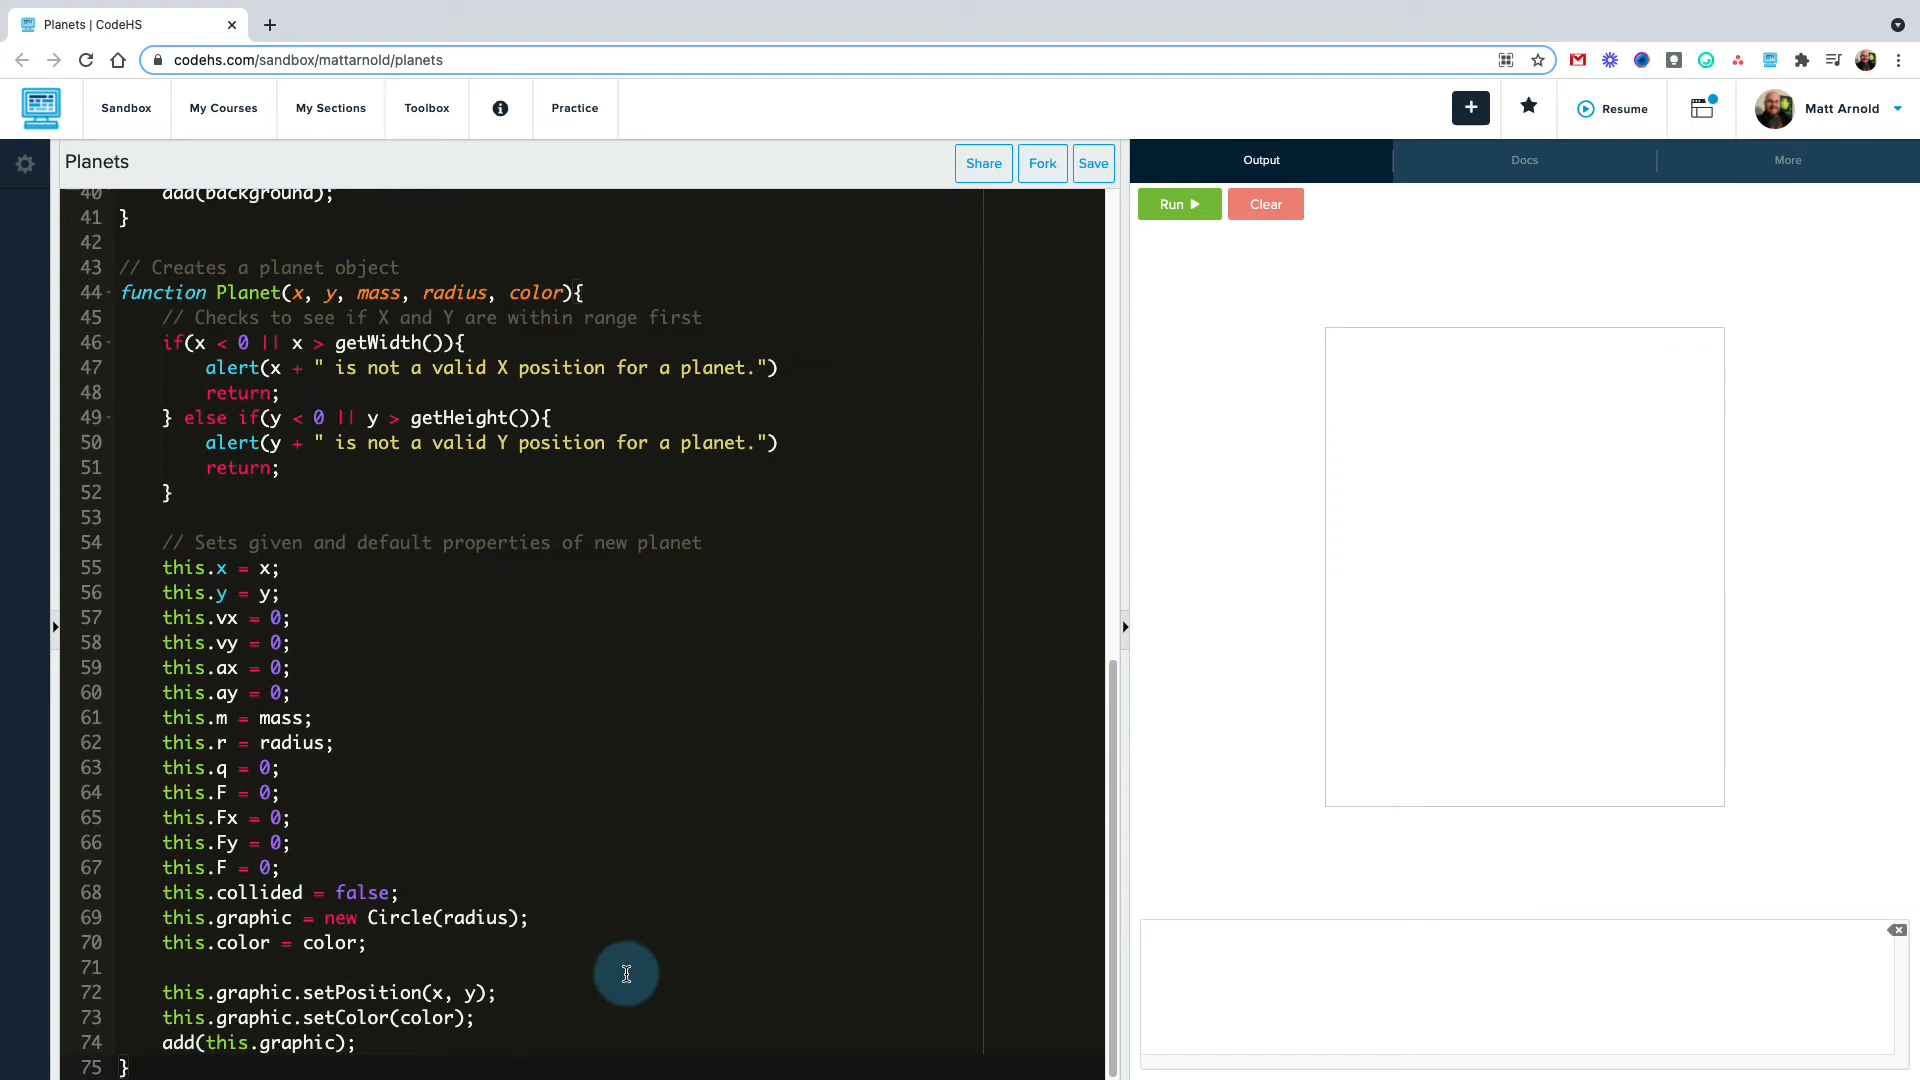 Planets | CodeHS
codehs.com/sandbox/mattarnold/planets
Sandbox
My Courses
My Sections
Toolbox
Practice
Resume
Matt Arnold
Planets
Share
Fork
Save
Output
Docs
More
Run
Clear
40     add(background);
41 }
42
43 // Creates a planet object
44 function Planet(x, y, mass, radius, color){
45     // Checks to see if X and Y are within range first
46     if(x < 0 || x > getWidth()){
47         alert(x + " is not a valid X position for a planet.")
48         return;
49     } else if(y < 0 || y > getHeight()){
50         alert(y + " is not a valid Y position for a planet.")
51         return;
52     }
53
54     // Sets given and default properties of new planet
55     this.x = x;
56     this.y = y;
57     this.vx = 0;
58     this.vy = 0;
59     this.ax = 0;
60     this.ay = 0;
61     this.m = mass;
62     this.r = radius;
63     this.q = 0;
64     this.F = 0;
65     this.Fx = 0;
66     this.Fy = 0;
67     this.F = 0;
68     this.collided = false;
69     this.graphic = new Circle(radius);
70     this.color = color;
71
72     this.graphic.setPosition(x, y);
73     this.graphic.setColor(color);
74     add(this.graphic);
75 }